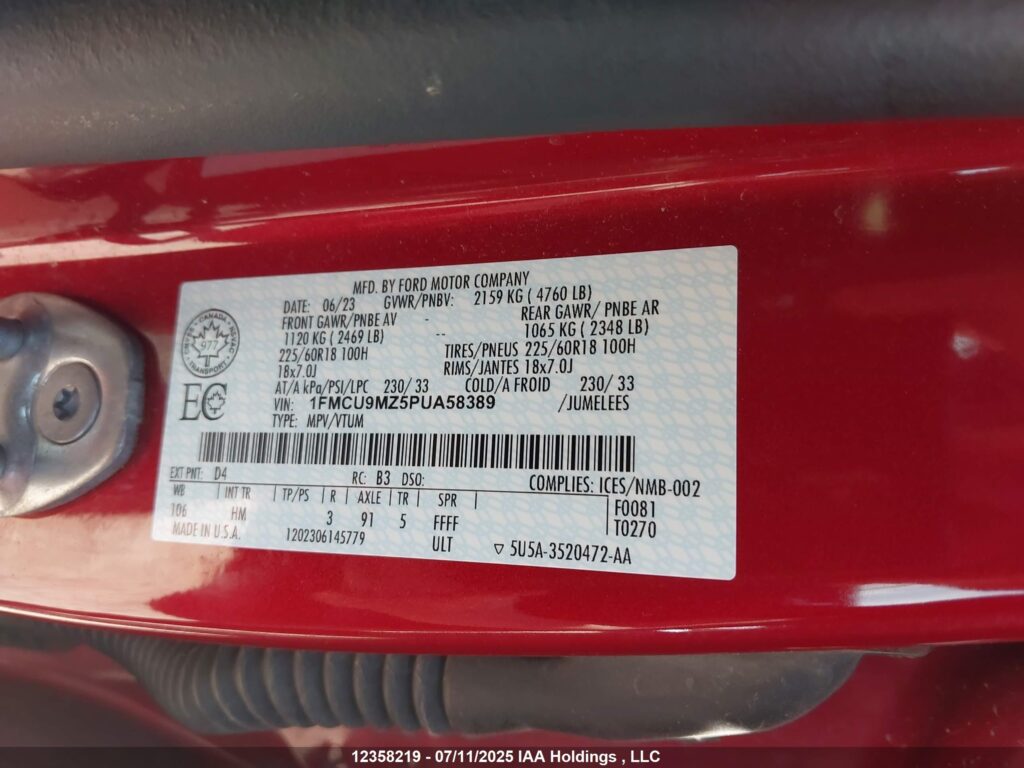 MFD. BY FORD MOTOR COMPANY
DATE: 06/23 GVWR/PNBV: 2159 KG ( 4760 LB)
FRONT GAWR/PNBE AV - REAR GAWR/ PNBE AR
1120 KG ( 2469 LB) -- 1065 KG ( 2348 LB)
225/60R18 100H TIRES/PNEUS 225/60R18 100H
18x7.0J RIMS/JANTES 18x7.0J
AT/A kPa/PSI/LPC 230/ 33 COLD/A FROID 230/ 33
VIN: 1FMCU9MZ5PUA58389 /JUMELEES
TYPE: MPV/VTUM
CANADA
977
TRANSPORT
EC
EXT PNT: D4 RC: B3 DSO: COMPLIES: ICES/NMB-002
WB INT TR TP/PS R AXLE TR SPR F0081
106 HM 3 91 5 FFFF T0270
MADE IN U.S.A. 1202306145779 ULT 5U5A-3520472-AA
12358219 - 07/11/2025 IAA Holdings , LLC